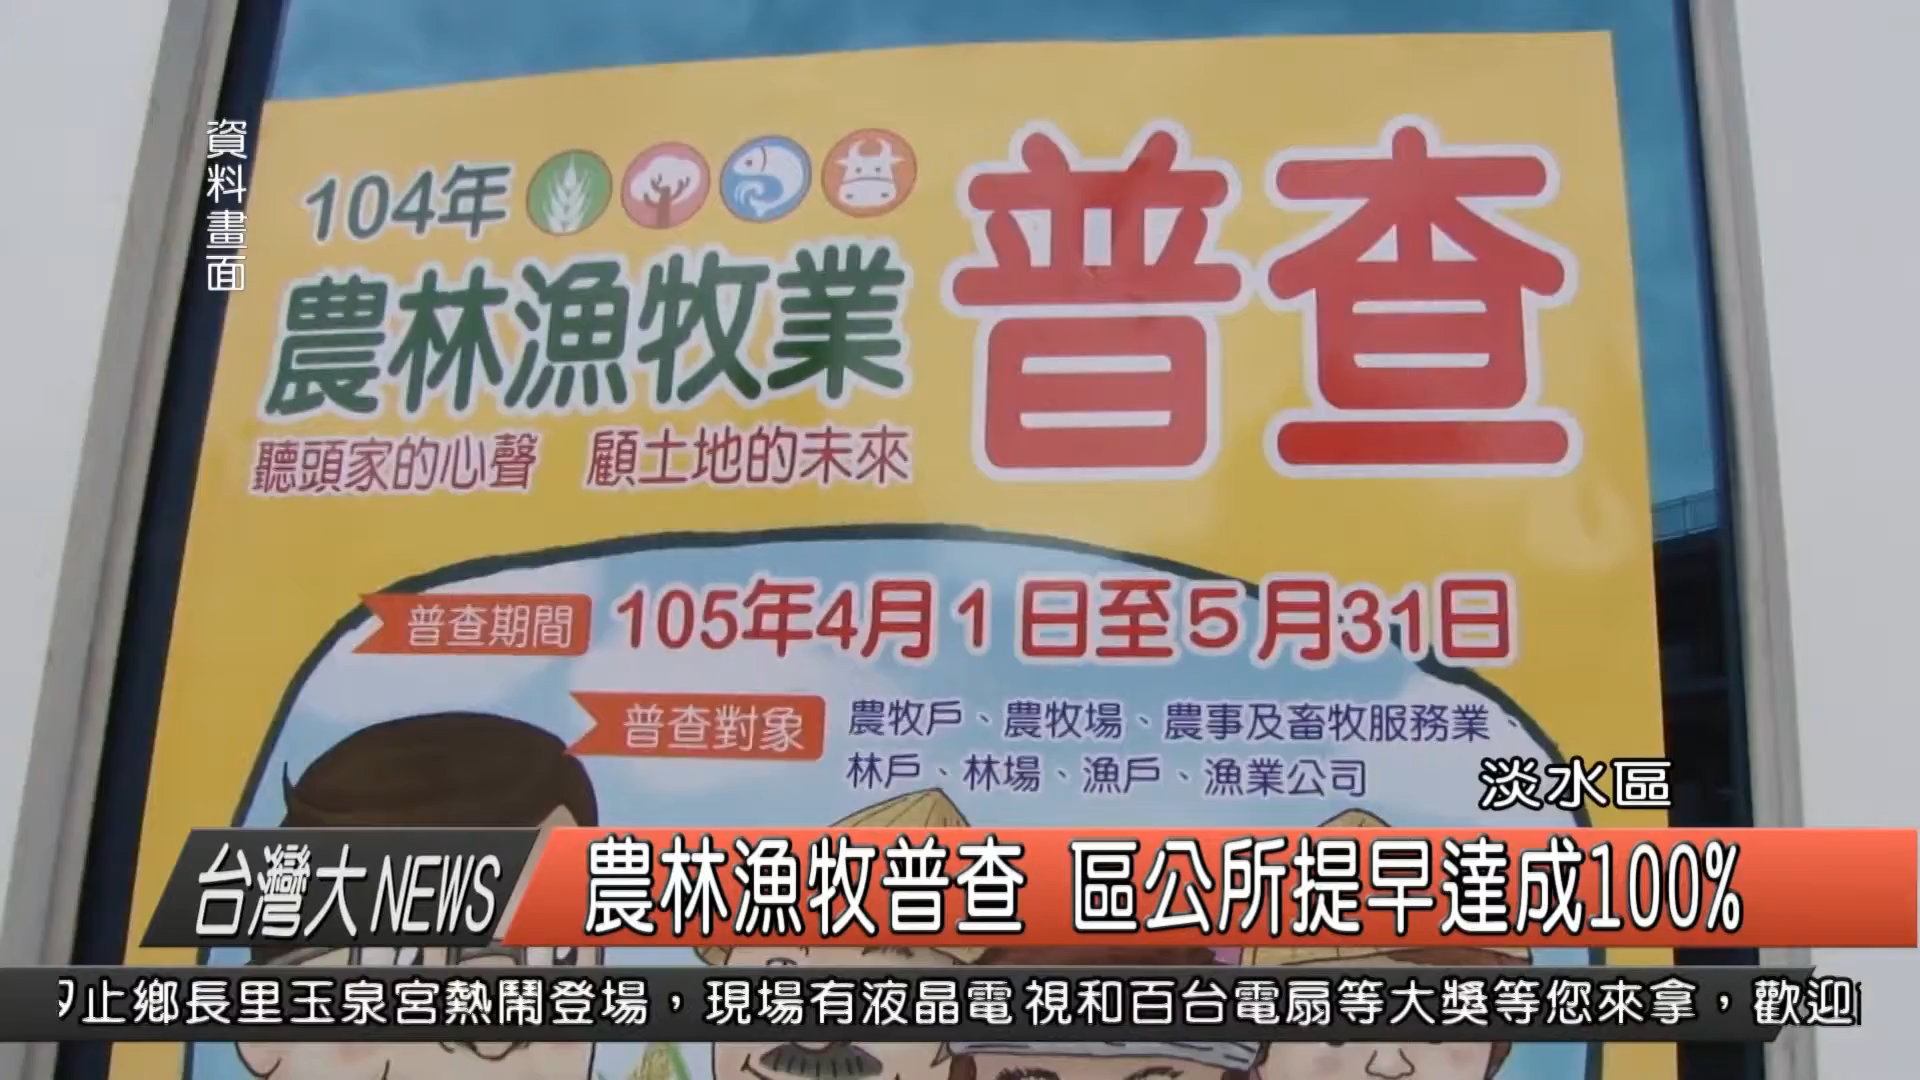 資料畫面
104年
農林漁牧業
普查
聽頭家的心聲 顧土地的未來
普查期間 105年4月1日至5月31日
普查對象 農牧戶、農牧場、農事及畜牧服務業、
林戶、林場、漁戶、漁業公司
淡水區
台灣大NEWS 農林漁牧普查 區公所提早達成100%
止鄉長里玉泉宮熱鬧登場，現場有液晶電視和百台電扇等大獎等您來拿，歡迎